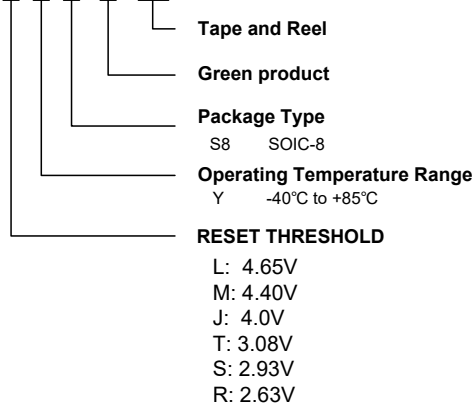 Tape and Reel
Green product
Package Type
S8 SOIC-8
Operating Temperature Range
Y -40℃ to +85℃
RESET THRESHOLD
L: 4.65V
M: 4.40V
J: 4.0V
T: 3.08V
S: 2.93V
R: 2.63V